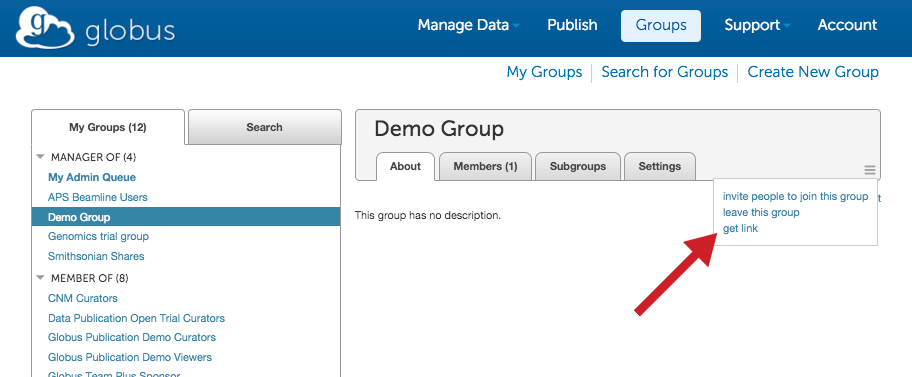 globus
Manage Data Publish Groups Support Account
My Groups Search for Groups Create New Group
My Groups (12) Search
MANAGER OF (4)
My Admin Queue
APS Beamline Users
Demo Group
Genomics trial group
Smithsonian Shares
MEMBER OF (8)
CNM Curators
Data Publication Open Trial Curators
Globus Publication Demo Curators
Globus Publication Demo Viewers
Globus Team Plus Sponsor
Demo Group
About Members (1) Subgroups Settings
This group has no description.
invite people to join this group
leave this group
get link